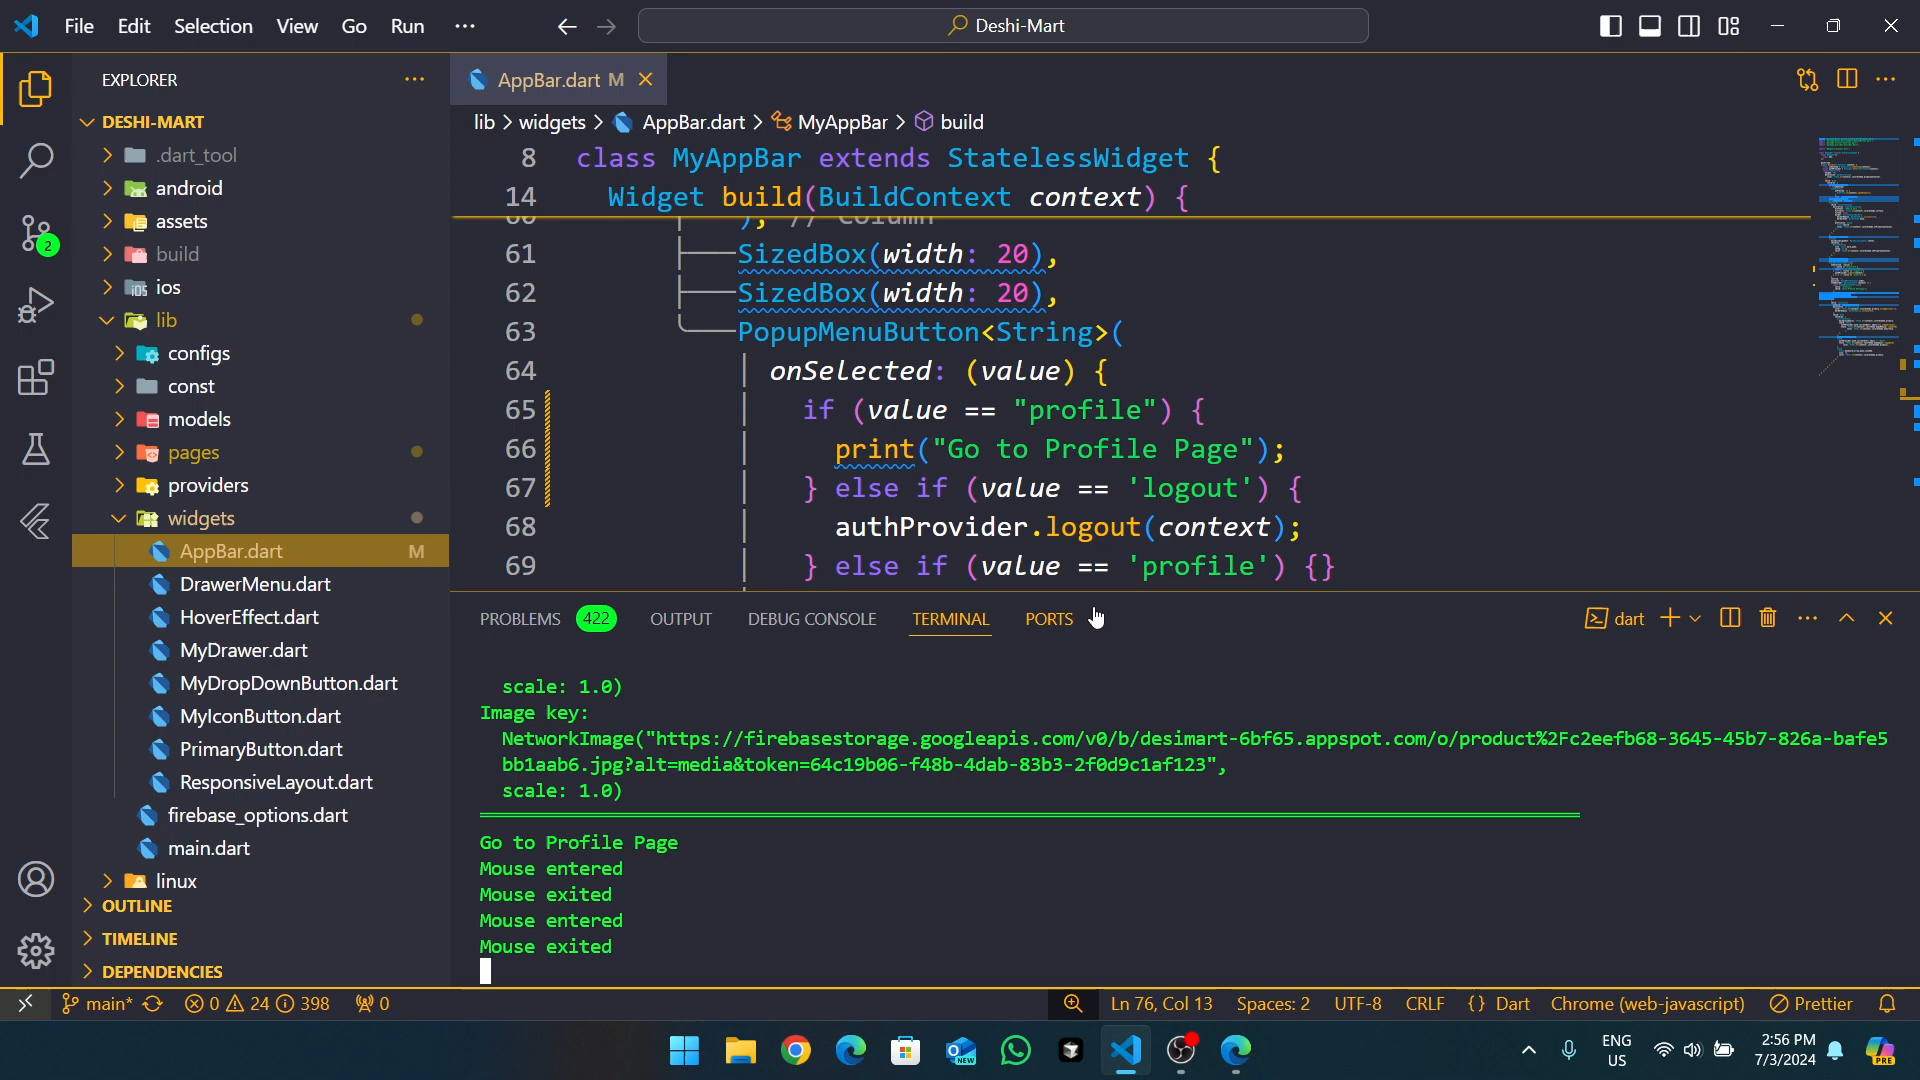 File Edit Selection View Go Run ···
Deshi-Mart
EXPLORER
DESHI-MART
.dart_tool
android
assets
build
ios
lib
configs
const
models
pages
providers
widgets
AppBar.dart M
DrawerMenu.dart
HoverEffect.dart
MyDrawer.dart
MyDropDownButton.dart
MyIconButton.dart
PrimaryButton.dart
ResponsiveLayout.dart
firebase_options.dart
main.dart
linux
OUTLINE
TIMELINE
DEPENDENCIES
2
AppBar.dart M
lib > widgets > AppBar.dart > MyAppBar > build
8 class MyAppBar extends StatelessWidget {
14 Widget build(BuildContext context) {
60 ), // Column
61 SizedBox(width: 20),
62 SizedBox(width: 20),
63 PopupMenuButton<String>(
64 onSelected: (value) {
65 if (value == "profile") {
66 print("Go to Profile Page");
67 } else if (value == 'logout') {
68 authProvider.logout(context);
69 } else if (value == 'profile') {}
PROBLEMS 422 OUTPUT DEBUG CONSOLE TERMINAL PORTS
dart
scale: 1.0)
Image key:
NetworkImage("https://firebasestorage.googleapis.com/v0/b/desimart-6bf65.appspot.com/o/product%2Fc2eefb68-3645-45b7-826a-bafe5
bb1aab6.jpg?alt=media&token=64c19b06-f48b-4dab-83b3-2f0d9c1af123",
scale: 1.0)
Go to Profile Page
Mouse entered
Mouse exited
Mouse entered
Mouse exited
main* 0 24 398 0
Ln 76, Col 13 Spaces: 2 UTF-8 CRLF {} Dart Chrome (web-javascript) Prettier
NEW
ENG
US
2:56 PM
7/3/2024
PRE